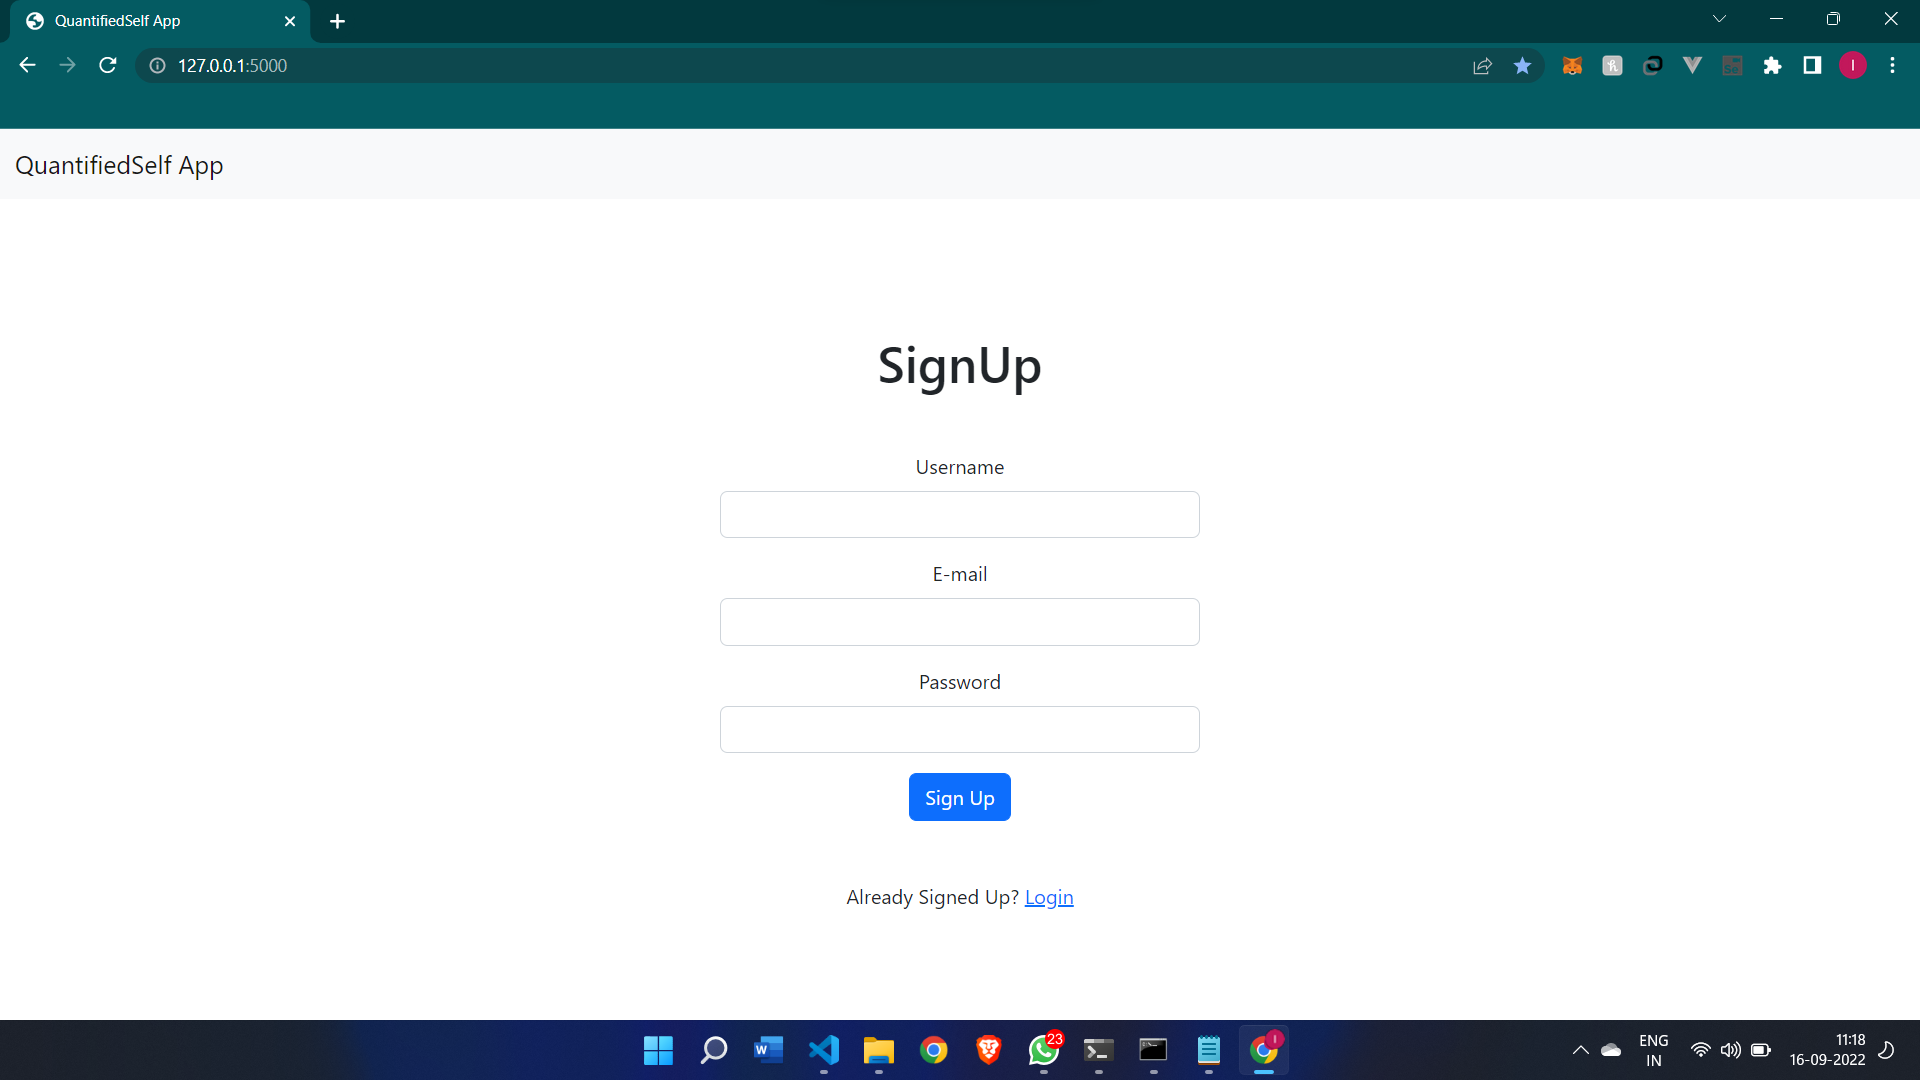 QuantifiedSelf App
127.0.0.1:5000
I
QuantifiedSelf App
SignUp
Username
E-mail
Password
Sign Up
Already Signed Up? Login
W
23
I
ENG
IN
11:18
16-09-2022